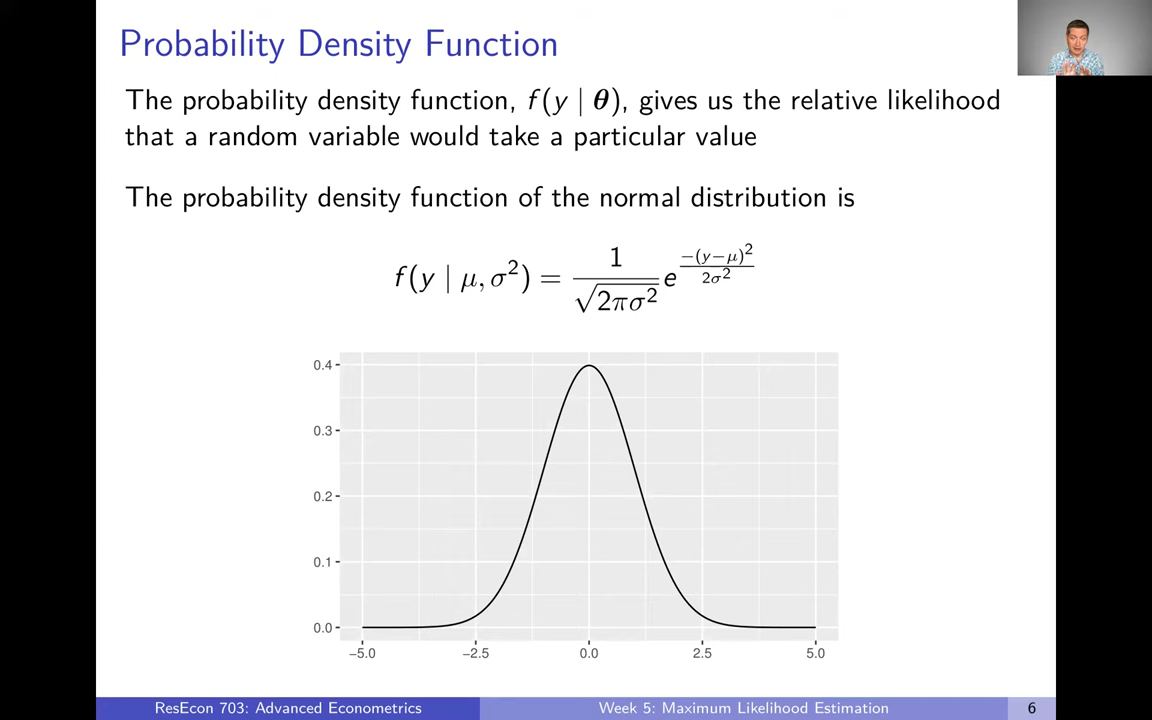 Probability Density Function
The probability density function, f(y | θ), gives us the relative likelihood
that a random variable would take a particular value
The probability density function of the normal distribution is
f(y | μ, σ²) = 1/√(2πσ²) e^(−(y−μ)²/2σ²)
0.4
0.3
0.2
0.1
0.0
−5.0 −2.5 0.0 2.5 5.0
ResEcon 703: Advanced Econometrics Week 5: Maximum Likelihood Estimation 6